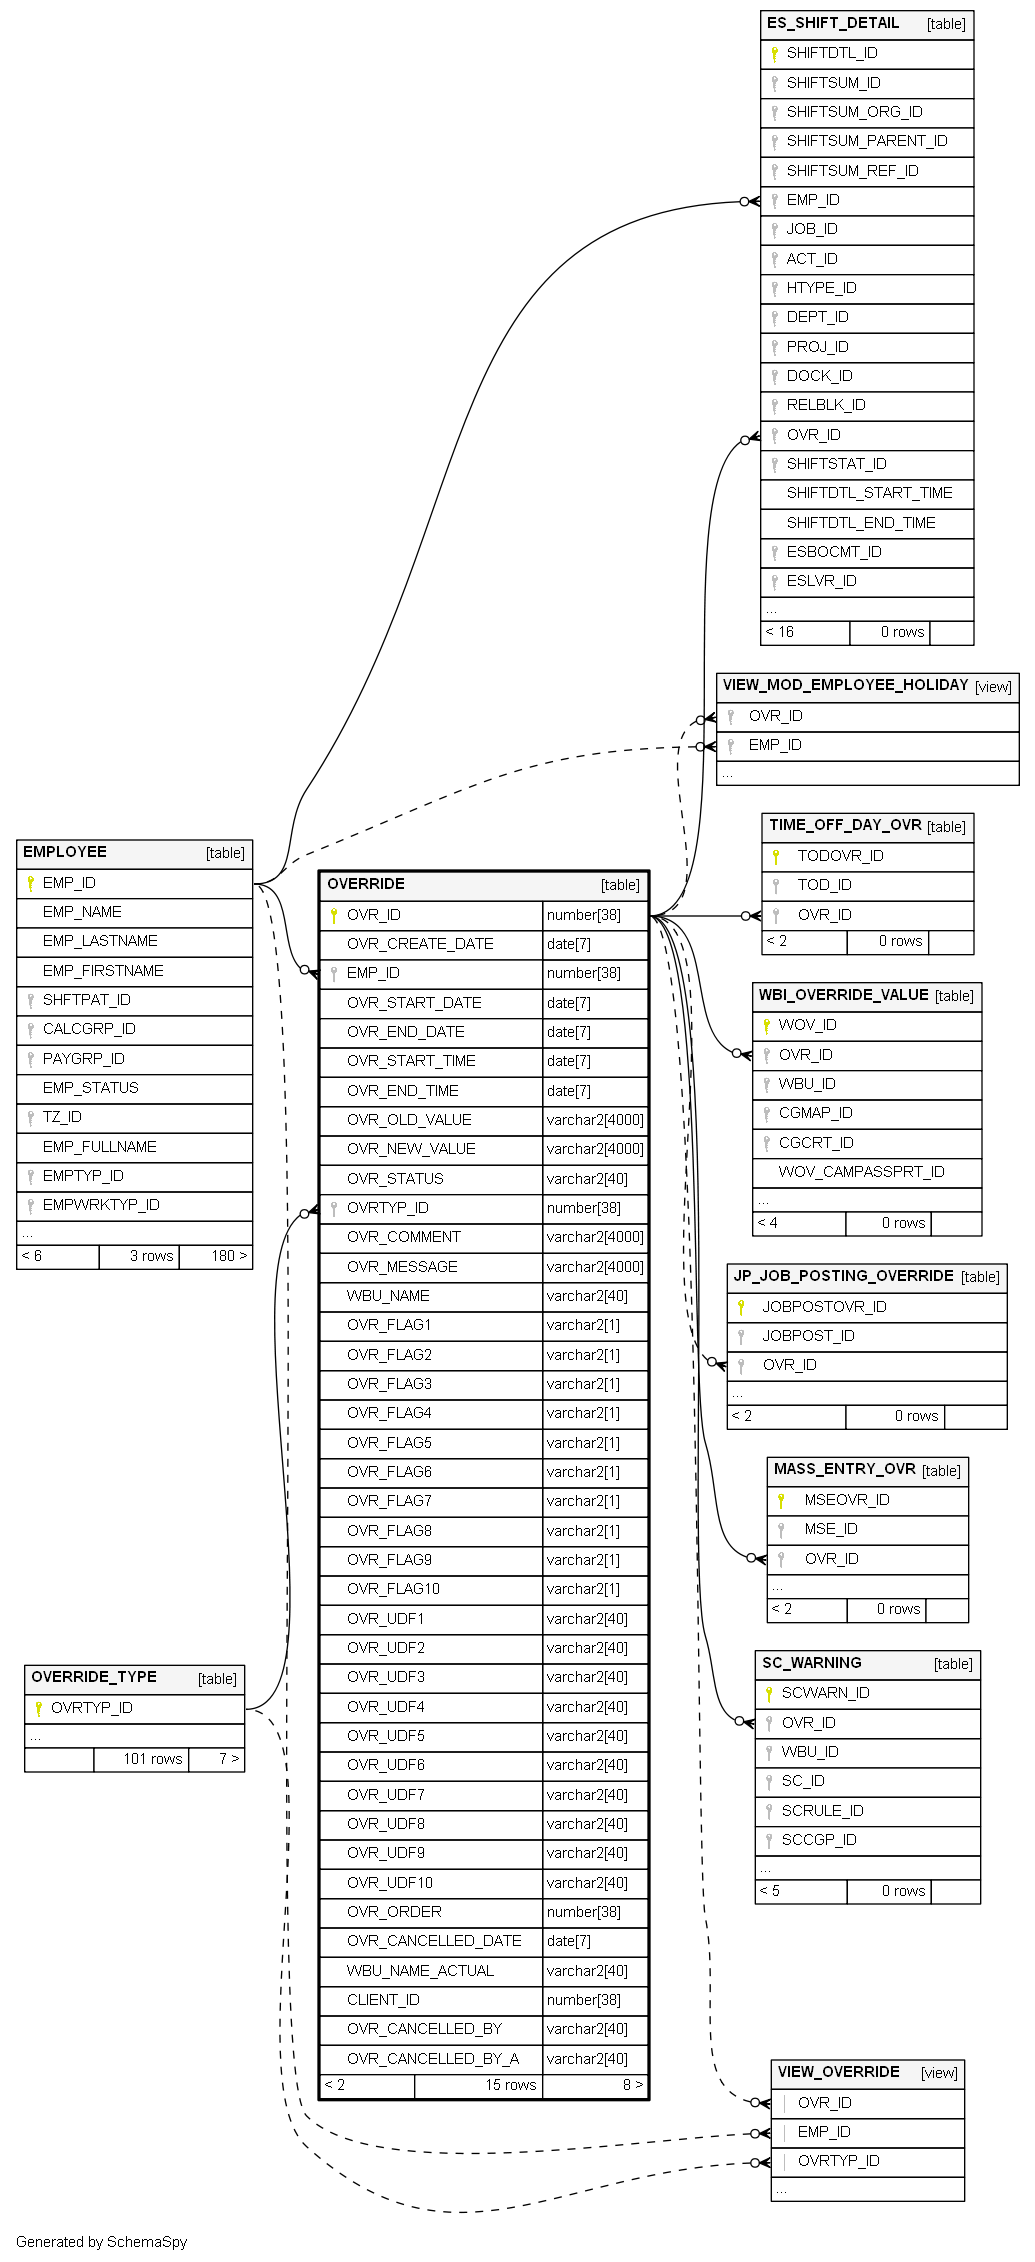 ES_SHIFT_DETAIL [table]
SHIFTDTL_ID
SHIFTSUM_ID
SHIFTSUM_ORG_ID
SHIFTSUM_PARENT_ID
SHIFTSUM_REF_ID
EMP_ID
JOB_ID
ACT_ID
HTYPE_ID
DEPT_ID
PROJ_ID
DOCK_ID
RELBLK_ID
OVR_ID
SHIFTSTAT_ID
SHIFTDTL_START_TIME
SHIFTDTL_END_TIME
ESBOCMT_ID
ESLVR_ID
...
< 16 0 rows
VIEW_MOD_EMPLOYEE_HOLIDAY [view]
OVR_ID
EMP_ID
...
TIME_OFF_DAY_OVR [table]
TODOVR_ID
TOD_ID
OVR_ID
< 2 0 rows
EMPLOYEE [table]
EMP_ID
EMP_NAME
EMP_LASTNAME
EMP_FIRSTNAME
SHFTPAT_ID
CALCGRP_ID
PAYGRP_ID
EMP_STATUS
TZ_ID
EMP_FULLNAME
EMPTYP_ID
EMPWRKTYP_ID
...
< 6 3 rows 180 >
OVERRIDE [table]
OVR_ID number[38]
OVR_CREATE_DATE date[7]
EMP_ID number[38]
OVR_START_DATE date[7]
OVR_END_DATE date[7]
OVR_START_TIME date[7]
OVR_END_TIME date[7]
OVR_OLD_VALUE varchar2[4000]
OVR_NEW_VALUE varchar2[4000]
OVR_STATUS varchar2[40]
OVRTYP_ID number[38]
OVR_COMMENT varchar2[4000]
OVR_MESSAGE varchar2[4000]
WBU_NAME varchar2[40]
OVR_FLAG1 varchar2[1]
OVR_FLAG2 varchar2[1]
OVR_FLAG3 varchar2[1]
OVR_FLAG4 varchar2[1]
OVR_FLAG5 varchar2[1]
OVR_FLAG6 varchar2[1]
OVR_FLAG7 varchar2[1]
OVR_FLAG8 varchar2[1]
OVR_FLAG9 varchar2[1]
OVR_FLAG10 varchar2[1]
OVR_UDF1 varchar2[40]
OVR_UDF2 varchar2[40]
OVR_UDF3 varchar2[40]
OVR_UDF4 varchar2[40]
OVR_UDF5 varchar2[40]
OVR_UDF6 varchar2[40]
OVR_UDF7 varchar2[40]
OVR_UDF8 varchar2[40]
OVR_UDF9 varchar2[40]
OVR_UDF10 varchar2[40]
OVR_ORDER number[38]
OVR_CANCELLED_DATE date[7]
WBU_NAME_ACTUAL varchar2[40]
CLIENT_ID number[38]
OVR_CANCELLED_BY varchar2[40]
OVR_CANCELLED_BY_A varchar2[40]
< 2 15 rows 8 >
WBI_OVERRIDE_VALUE [table]
WOV_ID
OVR_ID
WBU_ID
CGMAP_ID
CGCRT_ID
WOV_CAMPASSPRT_ID
...
< 4 0 rows
JP_JOB_POSTING_OVERRIDE [table]
JOBPOSTOVR_ID
JOBPOST_ID
OVR_ID
...
< 2 0 rows
MASS_ENTRY_OVR [table]
MSEOVR_ID
MSE_ID
OVR_ID
...
< 2 0 rows
OVERRIDE_TYPE [table]
OVRTYP_ID
...
101 rows 7 >
SC_WARNING [table]
SCWARN_ID
OVR_ID
WBU_ID
SC_ID
SCRULE_ID
SCCGP_ID
...
< 5 0 rows
VIEW_OVERRIDE [view]
OVR_ID
EMP_ID
OVRTYP_ID
...
Generated by SchemaSpy